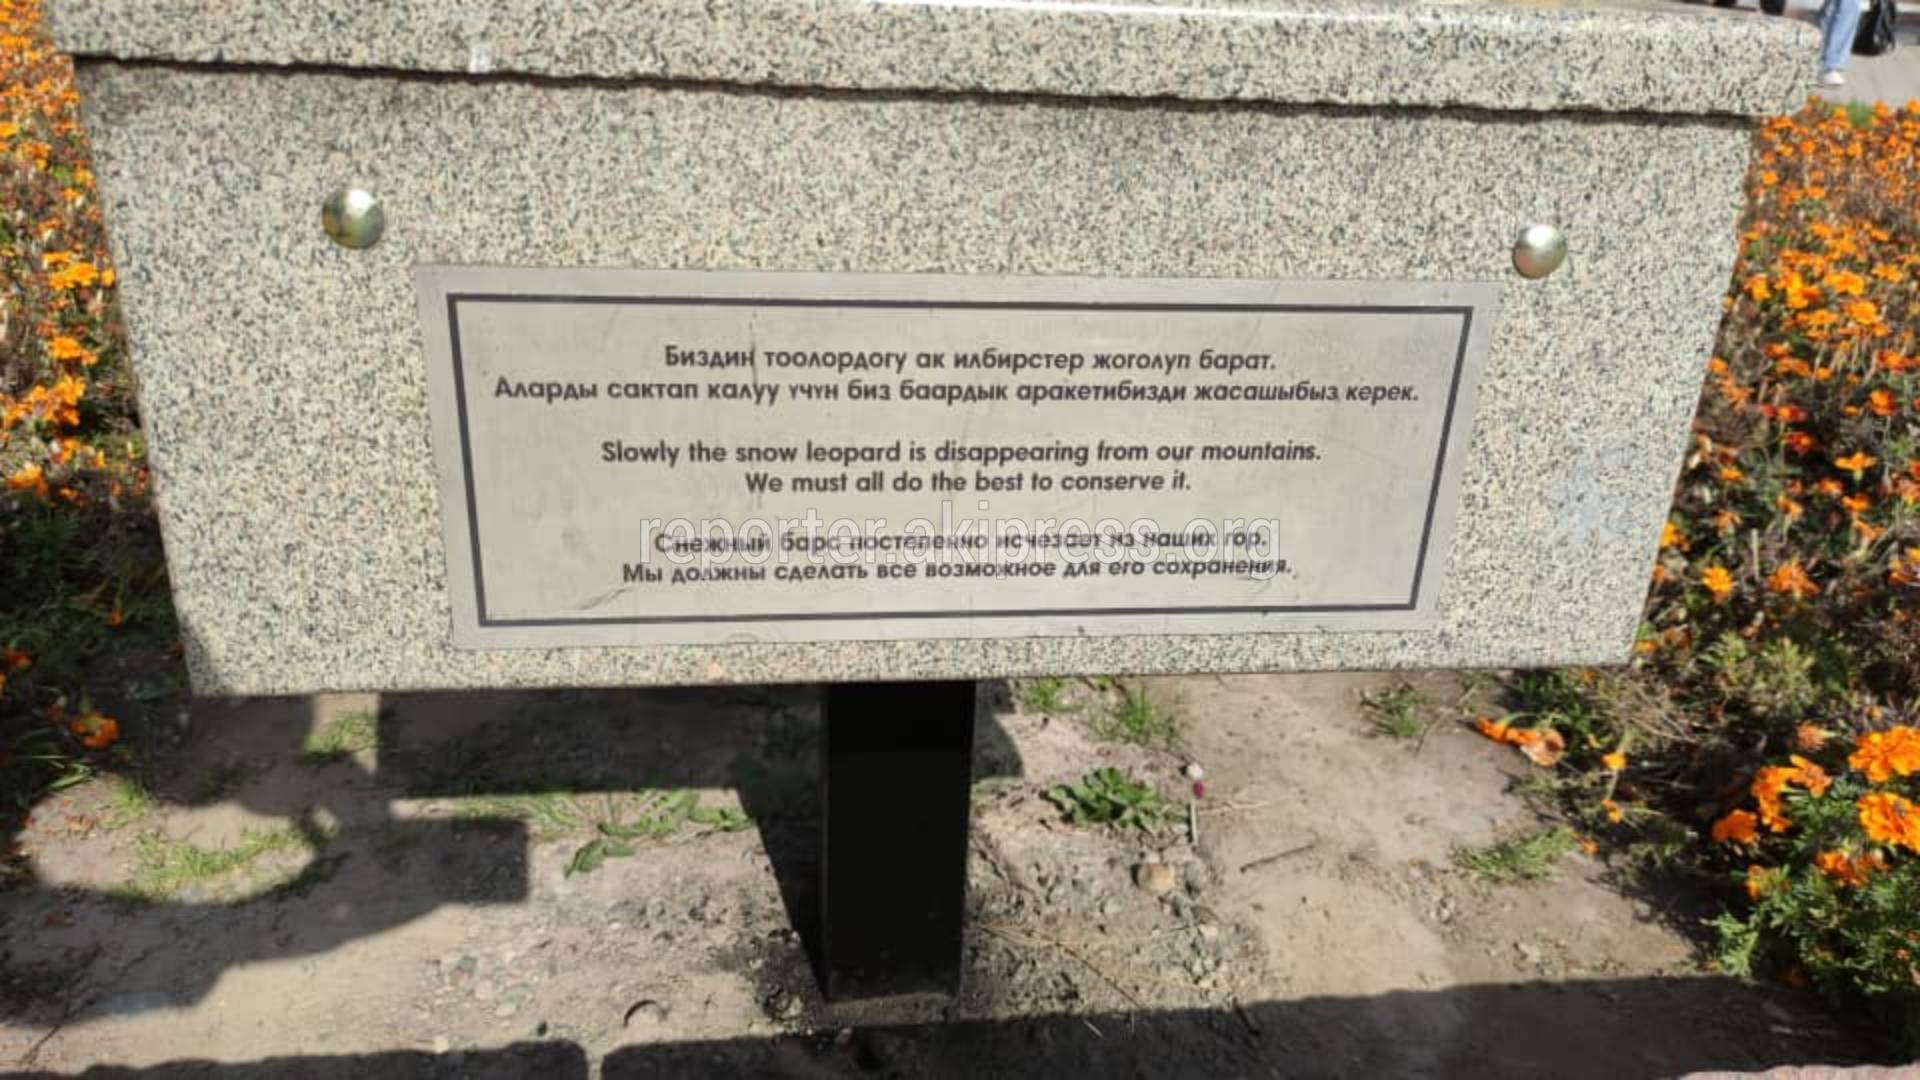 Биздин тоолордогу ак илбирстер жоголуп барат.
Аларды сактап калуу үчүн биз баардык аракетибизди жасашыбыз керек.
Slowly the snow leopard is disappearing from our mountains.
We must all do the best to conserve it.
reporter.akipress.org
Снежный барс постепенно исчезает из наших гор.
Мы должны сделать все возможное для его сохранения.